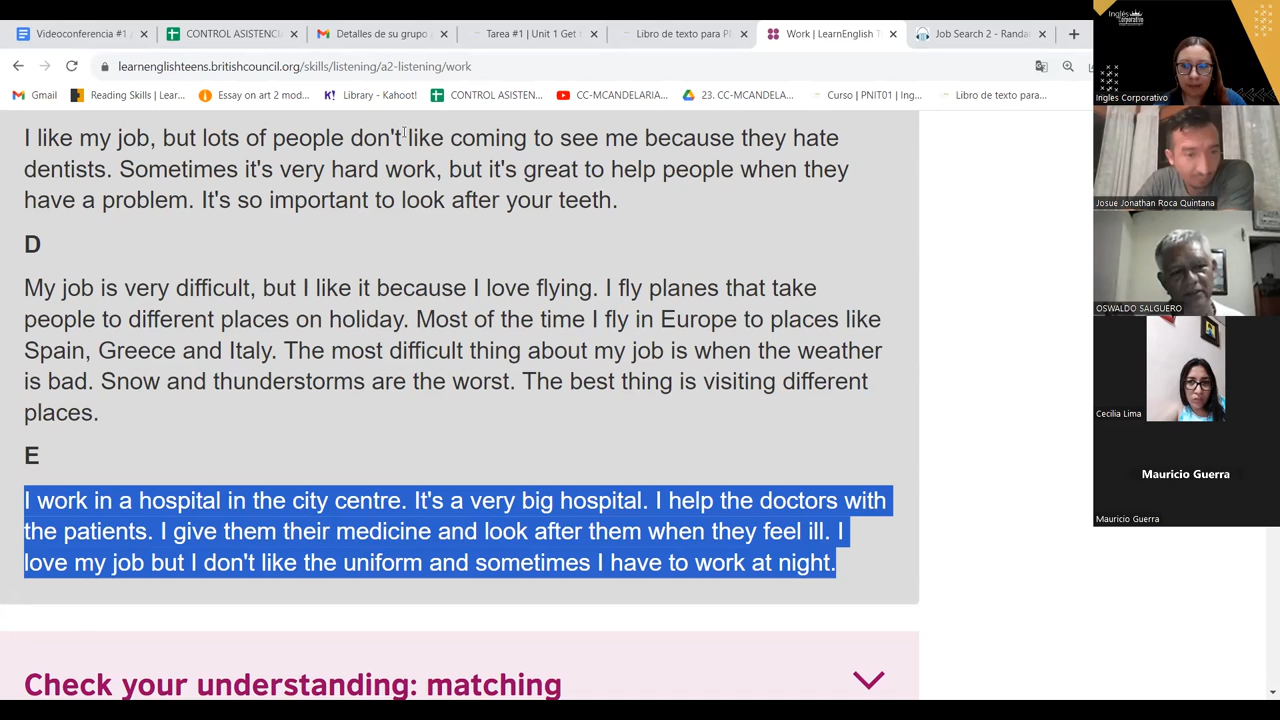 Videoconferencia #1
CONTROL ASISTENCI
Detalles de su grupo
Tarea #1 | Unit 1 Get
Libro de texto para P
Work | LearnEnglish T
Job Search 2 - Randa
learnenglishteens.britishcouncil.org/skills/listening/a2-listening/work
Gmail
Reading Skills | Lear...
Essay on art 2 mod...
Library - Kahoo
CONTROL ASISTEN...
CC-MCANDELARIA
23. CC-MCANDELA...
Curso | PNIT01 | Ing...
Libro de texto para...
I like my job, but lots of people don't like coming to see me because they hate
dentists. Sometimes it's very hard work, but it's great to help people when they
have a problem. It's so important to look after your teeth.
D
My job is very difficult, but I like it because I love flying. I fly planes that take
people to different places on holiday. Most of the time I fly in Europe to places like
Spain, Greece and Italy. The most difficult thing about my job is when the weather
is bad. Snow and thunderstorms are the worst. The best thing is visiting different
places.
E
I work in a hospital in the city centre. It's a very big hospital. I help the doctors with
the patients. I give them their medicine and look after them when they feel ill. I
love my job but I don't like the uniform and sometimes I have to work at night.
Check your understanding: matching
Inglés
Corporativo
Ingles Corporativo
Josue Jonathan Roca Quintana
OSWALDO SALGUERO
Cecilia Lima
Mauricio Guerra
Mauricio Guerra